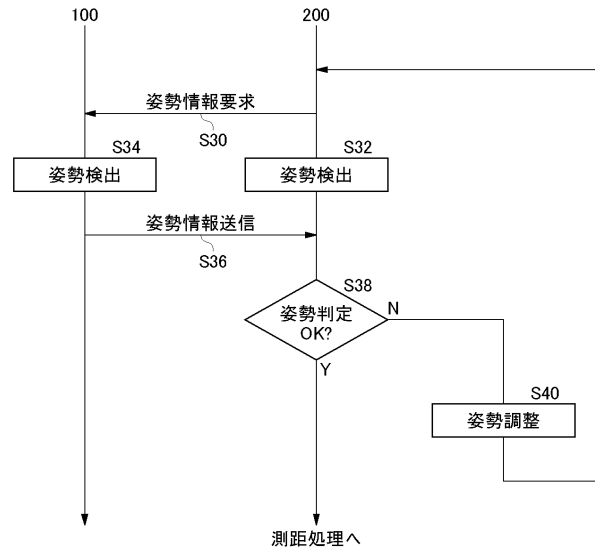 100
200
姿勢情報要求
S30
S34
S32
姿勢検出
姿勢検出
姿勢情報送信
S36
S38
姿勢判定
OK?
N
Y
S40
姿勢調整
測距処理へ